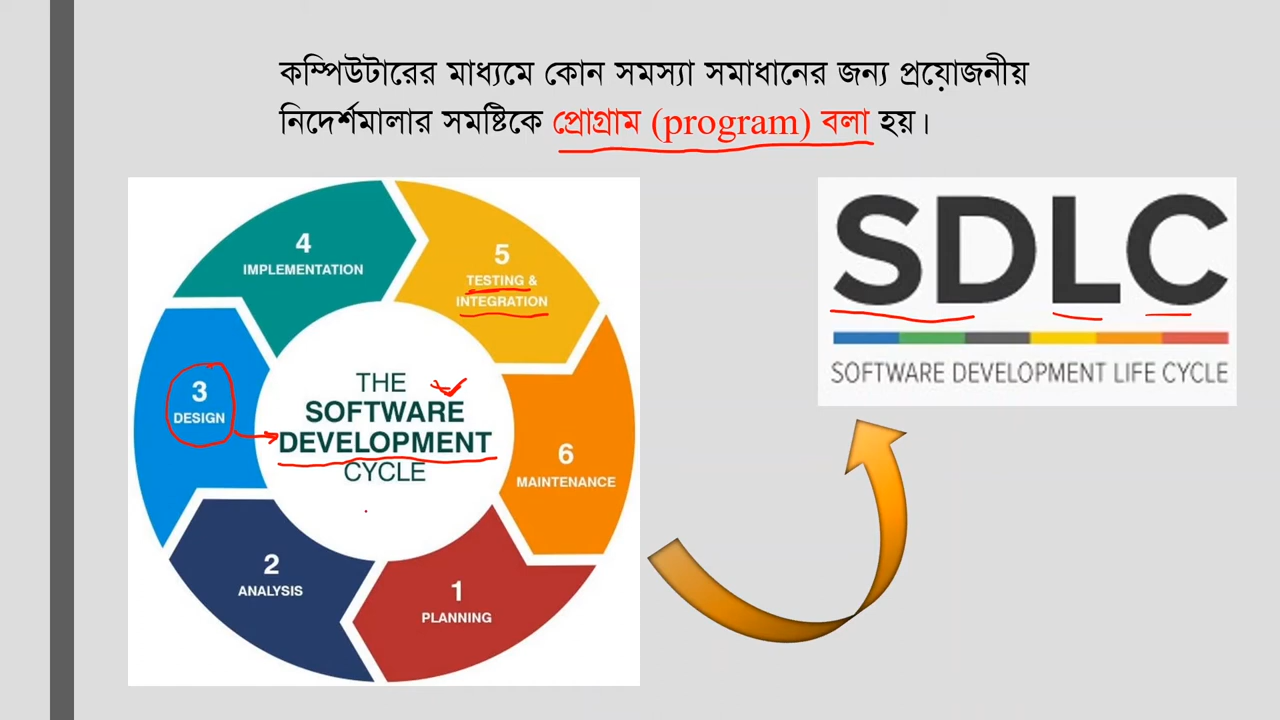 কম্পিউটারের মাধ্যমে কোন সমস্যা সমাধানের জন্য প্রয়োজনীয়
নিদের্শমালার সমষ্টিকে প্রোগ্রাম (program) বলা হয়।
4
IMPLEMENTATION
5
TESTING &
INTEGRATION
3
DESIGN
THE
SOFTWARE
DEVELOPMENT
CYCLE
6
MAINTENANCE
2
ANALYSIS
1
PLANNING
SDLC
SOFTWARE DEVELOPMENT LIFE CYCLE